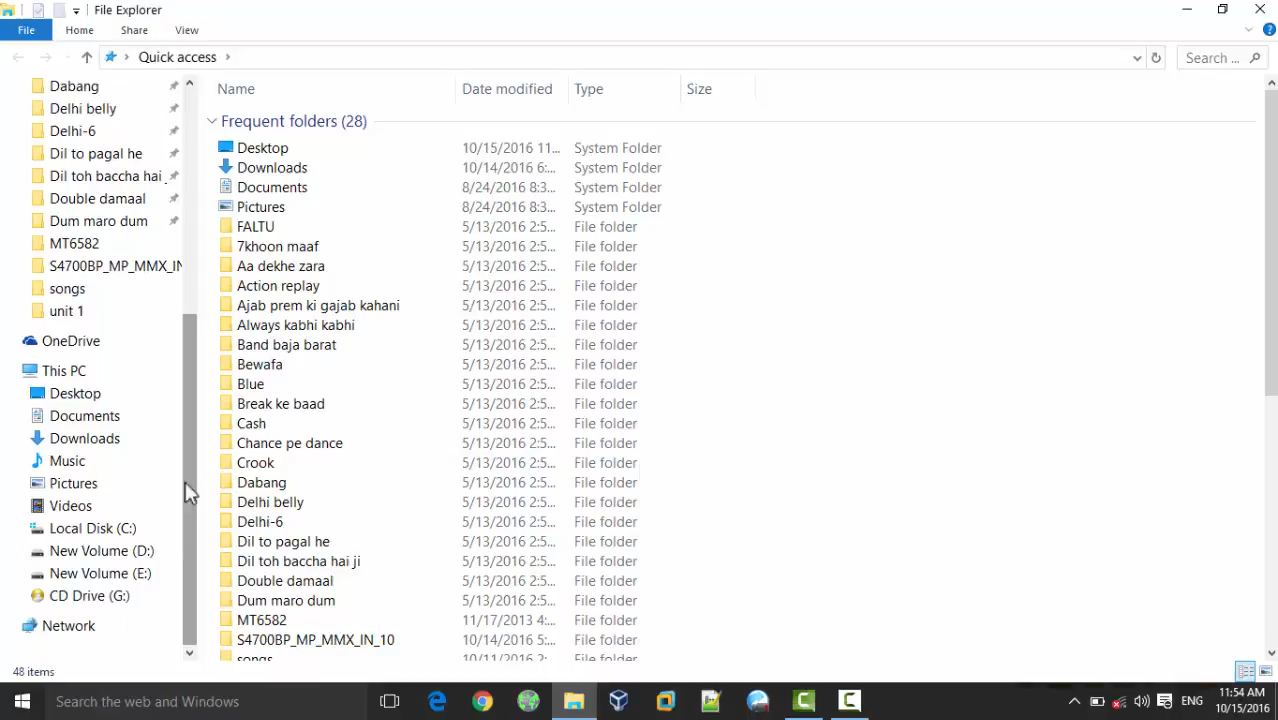 File Explorer
File Home Share View
Quick access
Search ...
Dabang
Delhi belly
Delhi-6
Dil to pagal he
Dil toh baccha hai
Double damaal
Dum maro dum
MT6582
S4700BP_MP_MMX_IN
songs
unit 1
OneDrive
This PC
Desktop
Documents
Downloads
Music
Pictures
Videos
Local Disk (C:)
New Volume (D:)
New Volume (E:)
CD Drive (G:)
Network
Name Date modified Type Size
Frequent folders (28)
Desktop 10/15/2016 11... System Folder
Downloads 10/14/2016 6:... System Folder
Documents 8/24/2016 8:3... System Folder
Pictures 8/24/2016 8:3... System Folder
FALTU 5/13/2016 2:5... File folder
7khoon maaf 5/13/2016 2:5... File folder
Aa dekhe zara 5/13/2016 2:5... File folder
Action replay 5/13/2016 2:5... File folder
Ajab prem ki gajab kahani 5/13/2016 2:5... File folder
Always kabhi kabhi 5/13/2016 2:5... File folder
Band baja barat 5/13/2016 2:5... File folder
Bewafa 5/13/2016 2:5... File folder
Blue 5/13/2016 2:5... File folder
Break ke baad 5/13/2016 2:5... File folder
Cash 5/13/2016 2:5... File folder
Chance pe dance 5/13/2016 2:5... File folder
Crook 5/13/2016 2:5... File folder
Dabang 5/13/2016 2:5... File folder
Delhi belly 5/13/2016 2:5... File folder
Delhi-6 5/13/2016 2:5... File folder
Dil to pagal he 5/13/2016 2:5... File folder
Dil toh baccha hai ji 5/13/2016 2:5... File folder
Double damaal 5/13/2016 2:5... File folder
Dum maro dum 5/13/2016 2:5... File folder
MT6582 11/17/2013 4:... File folder
S4700BP_MP_MMX_IN_10 10/14/2016 5:... File folder
songs 10/11/2016 2:... File folder
48 items
Search the web and Windows
ENG
11:54 AM
10/15/2016